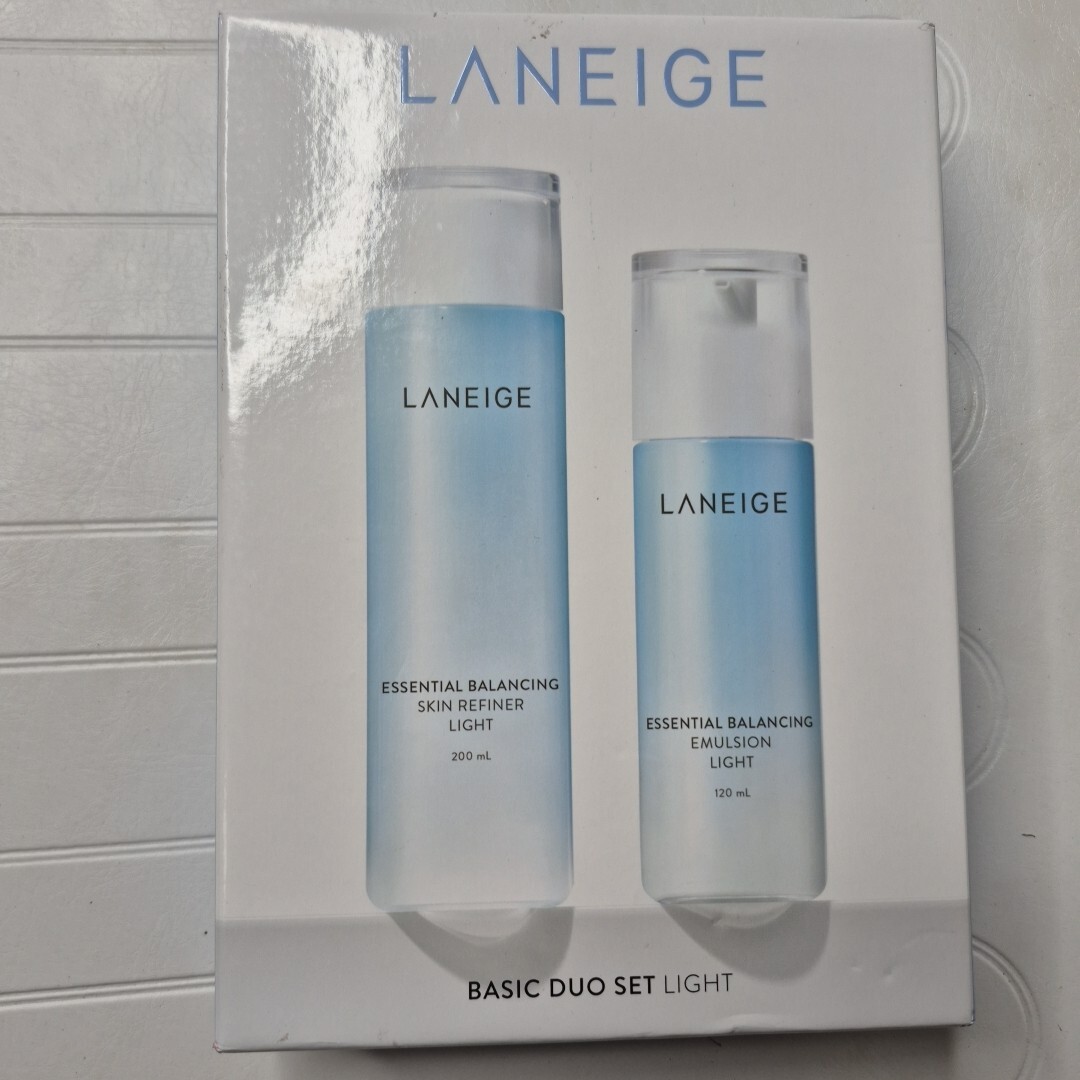 LANEIGE
LANEIGE
ESSENTIAL BALANCING
SKIN REFINER
LIGHT
200 mL
LANEIGE
ESSENTIAL BALANCING
EMULSION
LIGHT
120 mL
BASIC DUO SET LIGHT